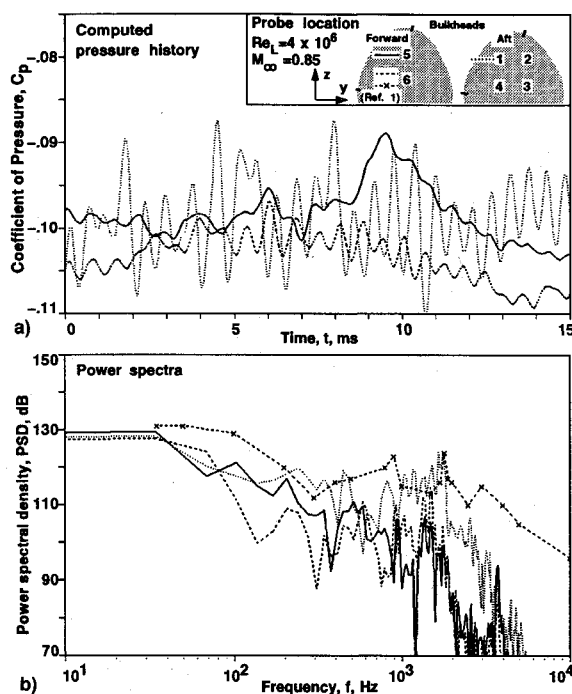 Computed
pressure history
Probe location
Re_L=4 x 10^6
M_∞=0.85
z
y
Bulkheads
Forward
5
6
(Ref. 1)
Aft
1 2
4 3
Coefficient of Pressure, C_p
-.08
-.09
-.10
-.11
0 5 10 15
Time, t, ms
a)
Power spectra
Power spectral density, PSD, dB
150
130
110
90
70
10^1 10^2 10^3 10^4
Frequency, f, Hz
b)